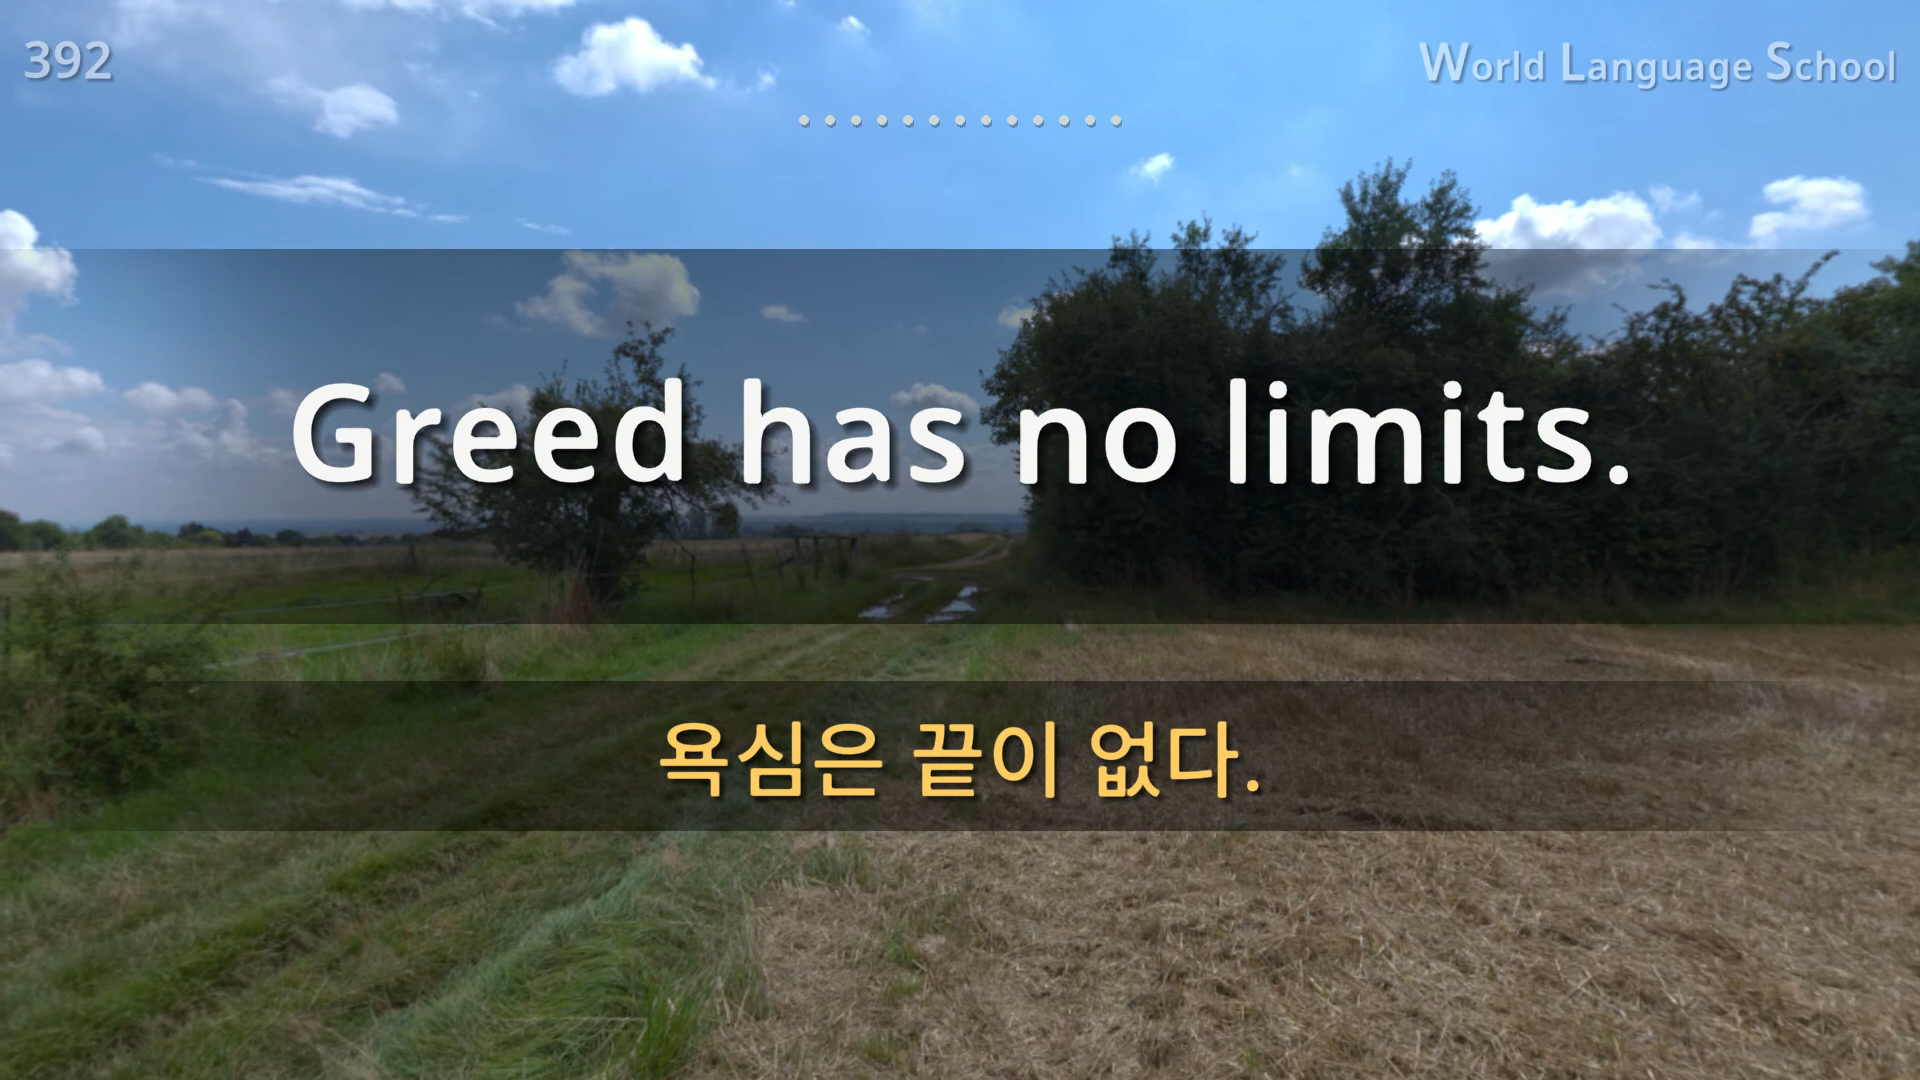 392
World Language School
. . . . . . . . . . . . .
Greed has no limits.
욕심은 끝이 없다.